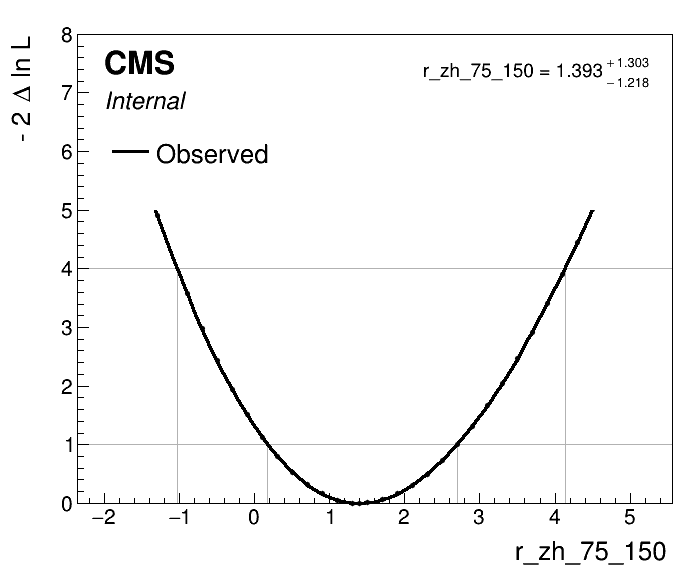 - 2 Δ ln L
8
7
6
5
4
3
2
1
0
CMS
Internal
Observed
r_zh_75_150 = 1.393 +1.303 −1.218
−2 −1 0 1 2 3 4 5
r_zh_75_150